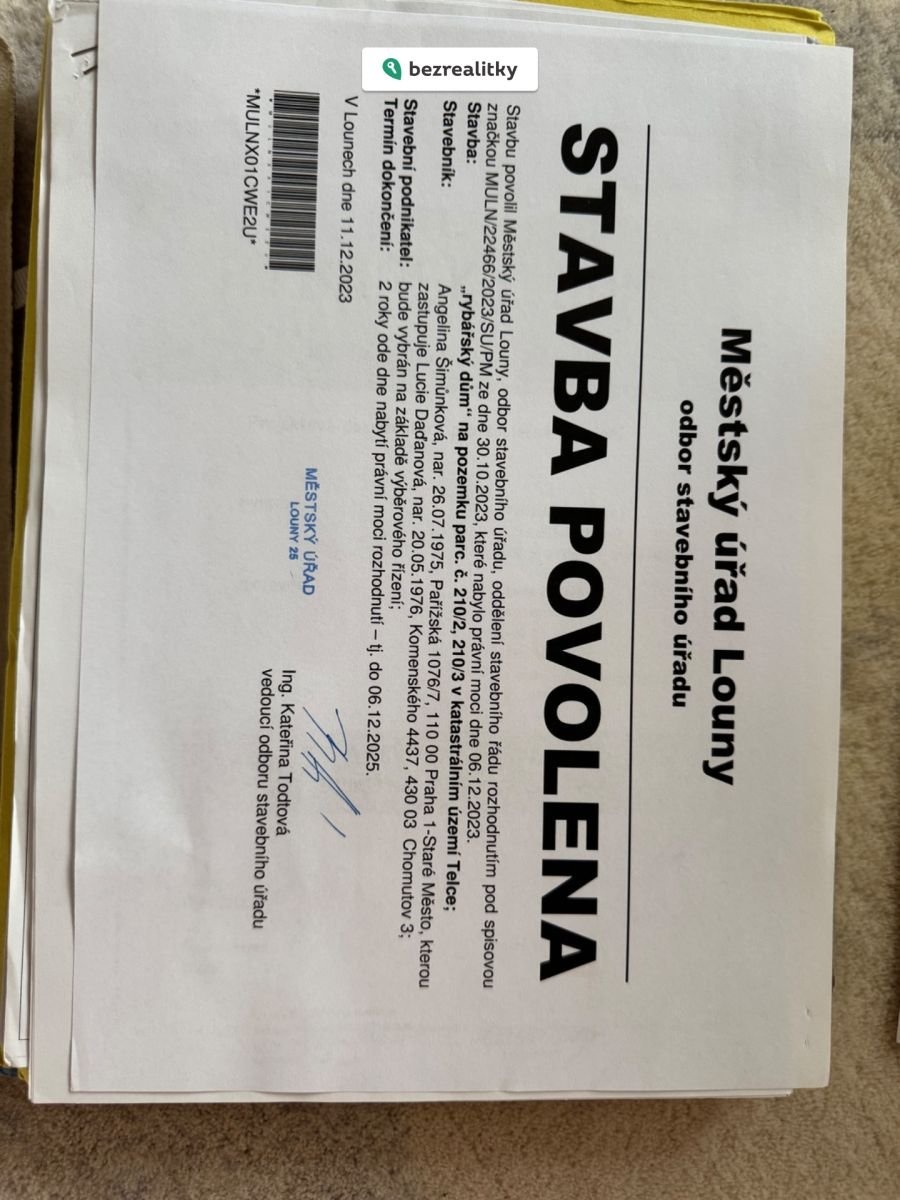 bezrealitky
Městský úřad Louny
odbor stavebního úřadu
STAVBA POVOLENA
Stavbu povolil Městský úřad Louny, odbor stavebního úřadu, oddělení stavebního řádu rozhodnutím pod spisovou
značkou MULN/22466/2023/SU/PM ze dne 30.10.2023, které nabylo právní moci dne 06.12.2023.
Stavba: „rybářský dům“ na pozemku parc. č. 210/2, 210/3 v katastrálním území Telce;
Stavebník: Angelina Šimůnková, nar. 26.07.1975, Pařížská 1076/7, 110 00 Praha 1-Staré Město, kterou
zastupuje Lucie Daďanová, nar. 20.05.1976, Komenského 4437, 430 03 Chomutov 3;
Stavební podnikatel: bude vybrán na základě výběrového řízení;
Termín dokončení: 2 roky ode dne nabytí právní moci rozhodnutí – tj. do 06.12.2025.
V Lounech dne 11.12.2023
*MULNX01CWE2U*
MĚSTSKÝ ÚŘAD
LOUNY 25
Ing. Kateřina Todtová
vedoucí odboru stavebního úřadu